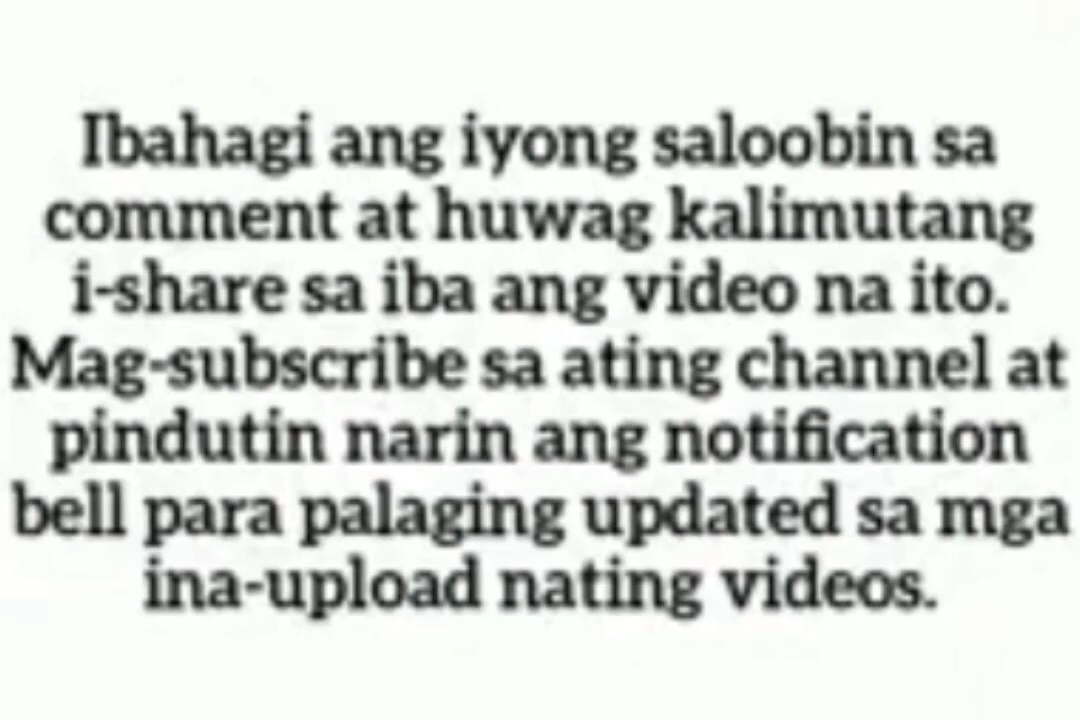 Ibahagi ang iyong saloobin sa
comment at huwag kalimutang
i-share sa iba ang video na ito.
Mag-subscribe sa ating channel at
pindutin narin ang notification
bell para palaging updated sa mga
ina-upload nating videos.